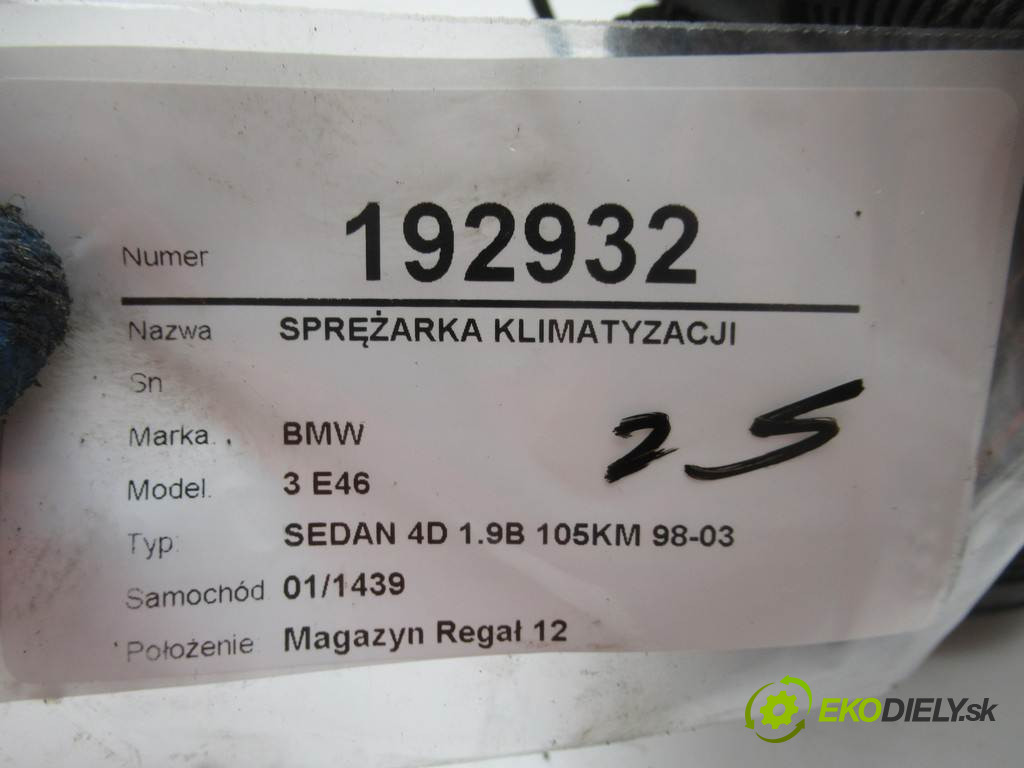 Numer 192932
Nazwa SPRĘŻARKA KLIMATYZACJI
Sn
Marka. BMW
Model. 3 E46
Typ: SEDAN 4D 1.9B 105KM 98-03
Samochód 01/1439
Położenie Magazyn Regał 12
25
EKODIELY.sk